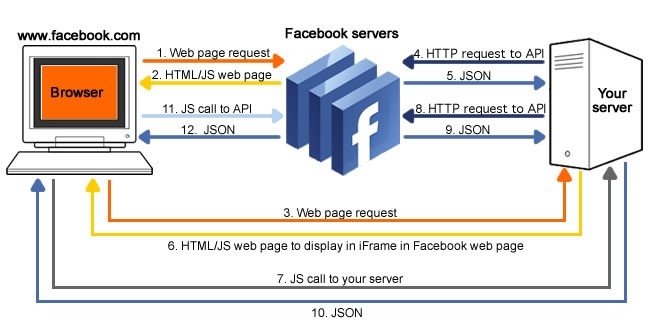 www.facebook.com
Facebook servers
1. Web page request
4. HTTP request to API
2. HTML/JS web page
5. JSON
Browser
Your
server
11. JS call to API
8. HTTP request to API
12. JSON
9. JSON
f
3. Web page request
6. HTML/JS web page to display in iFrame in Facebook web page
7. JS call to your server
10. JSON